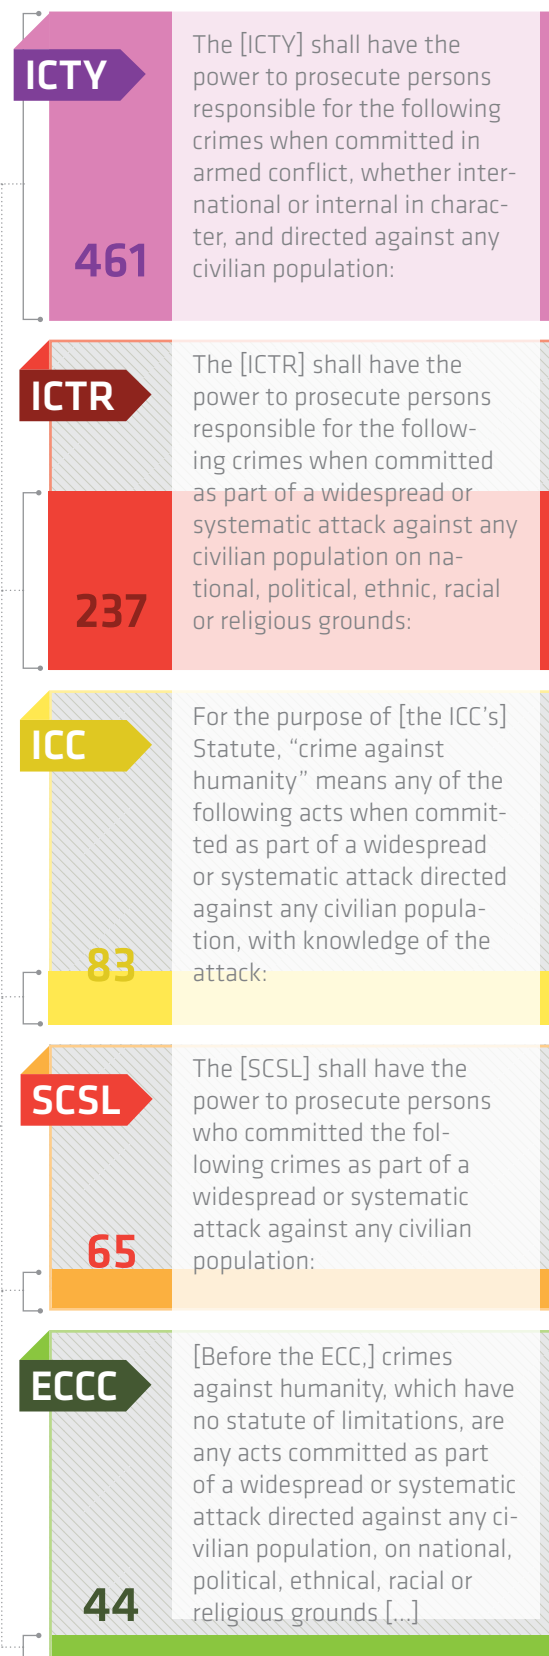 ICTY
The [ICTY] shall have the
power to prosecute persons
responsible for the following
crimes when committed in
armed conflict, whether inter-
national or internal in charac-
ter, and directed against any
civilian population:
461
ICTR
The [ICTR] shall have the
power to prosecute persons
responsible for the follow-
ing crimes when committed
as part of a widespread or
systematic attack against any
civilian population on na-
tional, political, ethnic, racial
or religious grounds:
237
ICC
For the purpose of [the ICC’s]
Statute, “crime against
humanity” means any of the
following acts when commit-
ted as part of a widespread
or systematic attack directed
against any civilian popula-
tion, with knowledge of the
attack:
83
SCSL
The [SCSL] shall have the
power to prosecute persons
who committed the fol-
lowing crimes as part of a
widespread or systematic
attack against any civilian
population:
65
ECCC
[Before the ECC,] crimes
against humanity, which have
no statute of limitations, are
any acts committed as part
of a widespread or systematic
attack directed against any ci-
vilian population, on national,
political, ethnical, racial or
religious grounds [...]
44